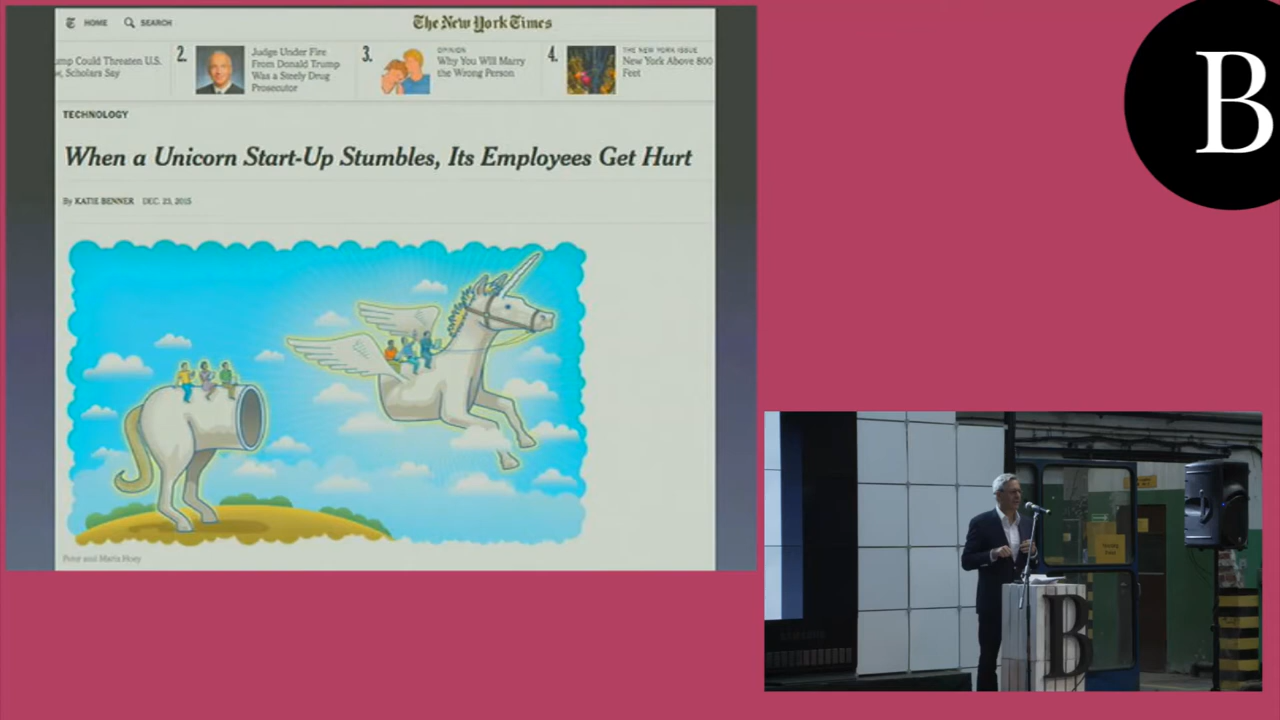 HOME
SEARCH
The New York Times
ump Could Threaten U.S.
Scholars Say
2.
Judge Under Fire
From Donald Trump
Was a Steely Drug
Prosecutor
3.
OPINION
Why You Will Marry
the Wrong Person
4.
THE NEW YORK ISSUE
New York Above 800
Feet
TECHNOLOGY
When a Unicorn Start-Up Stumbles, Its Employees Get Hurt
By KATIE BENNER DEC. 23, 2015
Peter and Maria Hoey
B
SAMSUNG
B